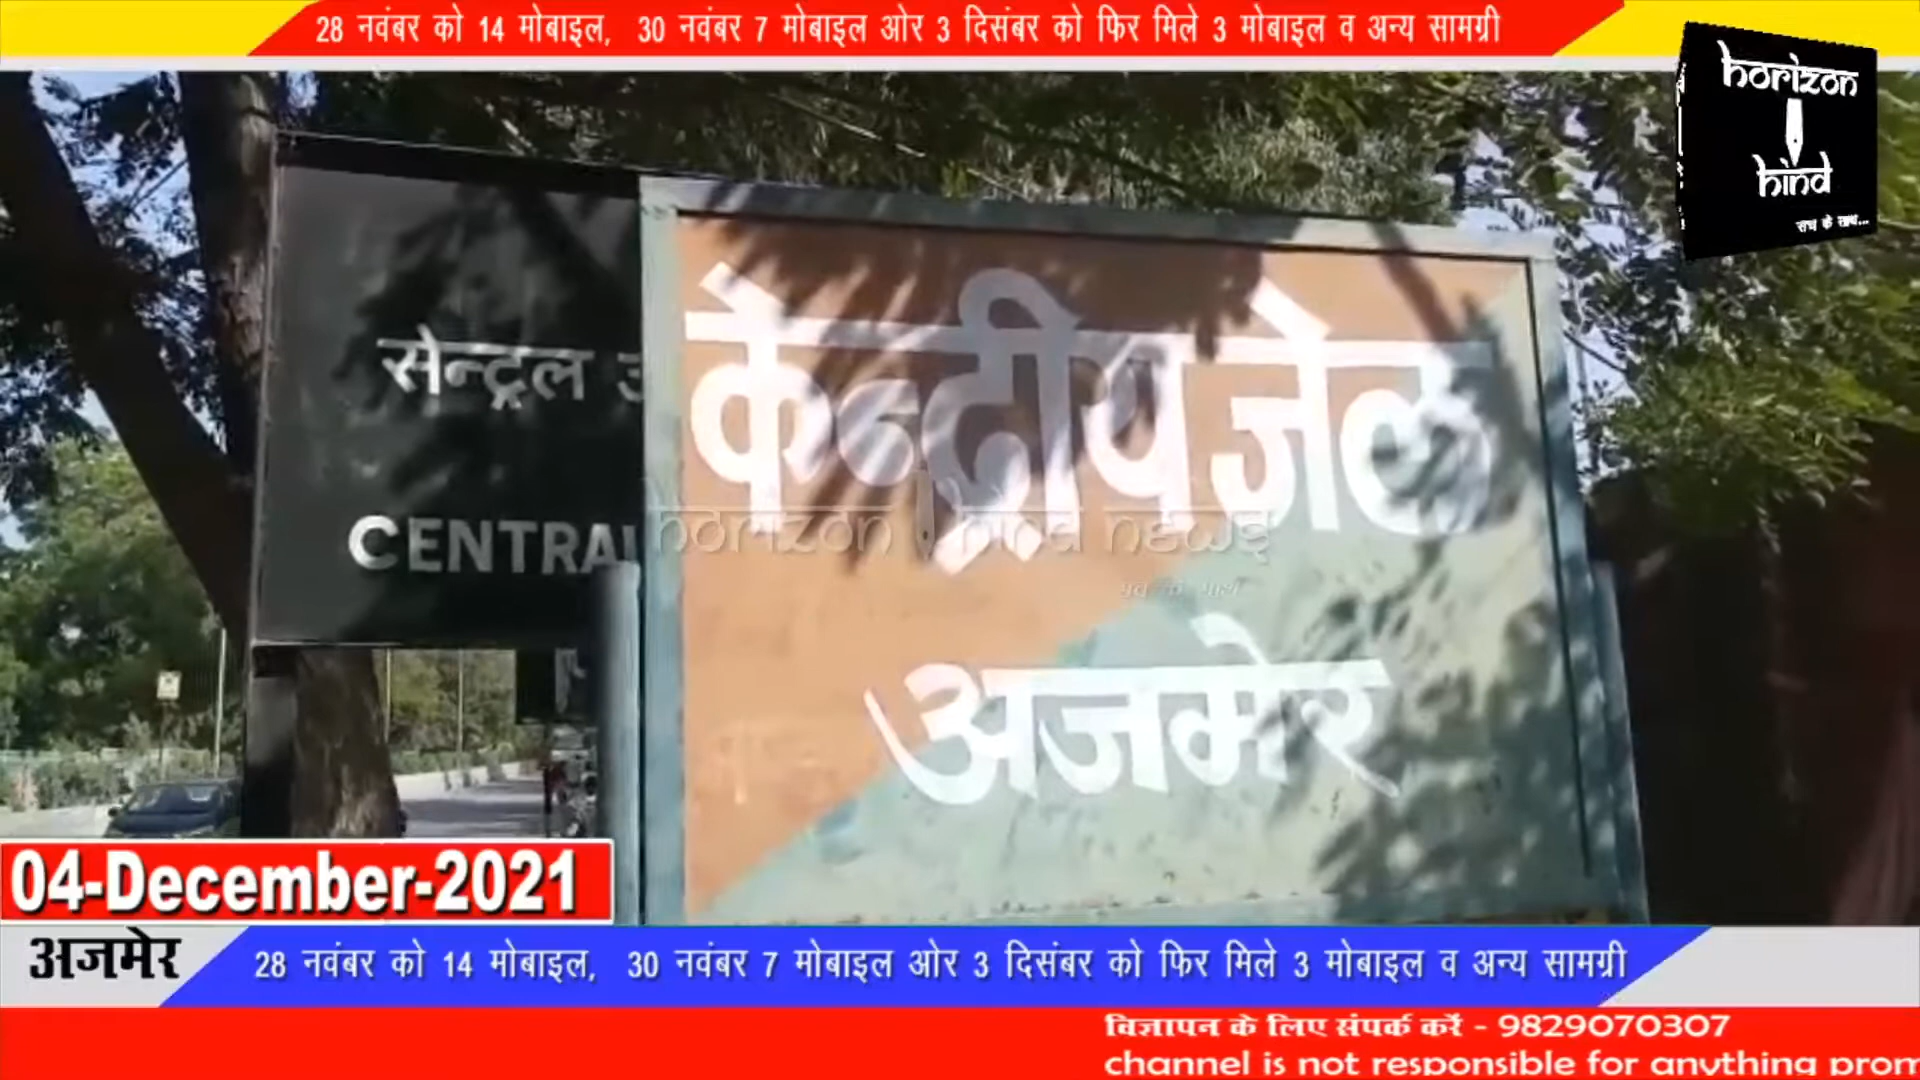 28 नवंबर को 14 मोबाइल, 30 नवंबर 7 मोबाइल ओर 3 दिसंबर को फिर मिले 3 मोबाइल व अन्य सामग्री
horizon
hind
सच के साथ...
सेन्ट्रल
CENTRAL
केन्द्रीय जेल
अजमेर
horizon hind news
04-December-2021
अजमेर
28 नवंबर को 14 मोबाइल, 30 नवंबर 7 मोबाइल ओर 3 दिसंबर को फिर मिले 3 मोबाइल व अन्य सामग्री
विज्ञापन के लिए संपर्क करें - 9829070307
channel is not responsible for anything prom